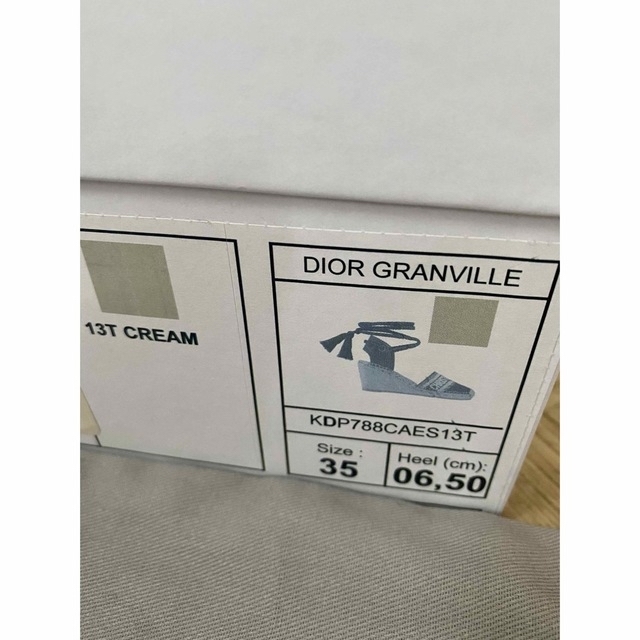 13T CREAM
DIOR GRANVILLE
KDP788CAES13T
Size : Heel (cm):
35 06,50